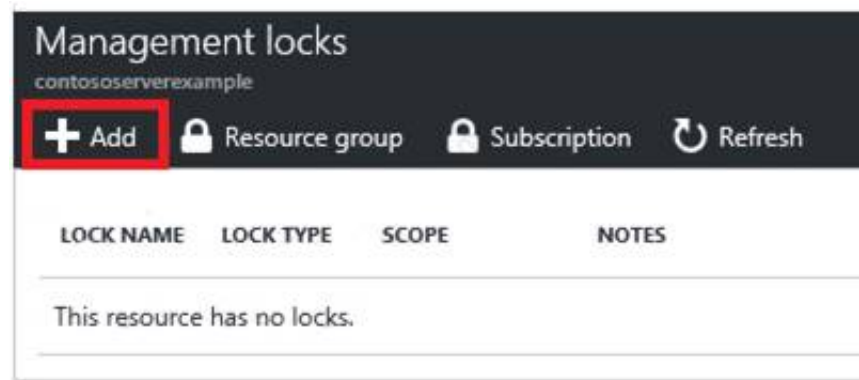 Management locks
contososerverexample
Add Resource group Subscription Refresh
LOCK NAME LOCK TYPE SCOPE NOTES
This resource has no locks.